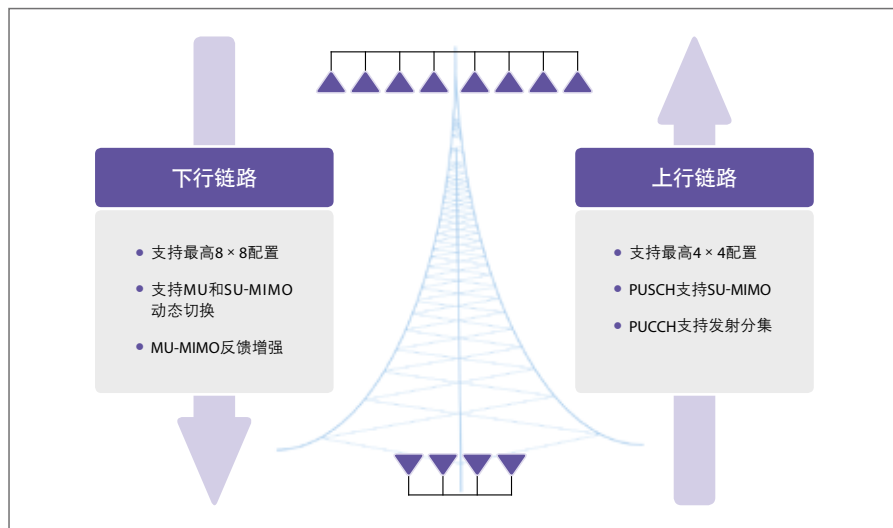 下行链路
支持最高8 × 8配置
支持MU和SU-MIMO
动态切换
MU-MIMO反馈增强
上行链路
支持最高4 × 4配置
PUSCH支持SU-MIMO
PUCCH支持发射分集